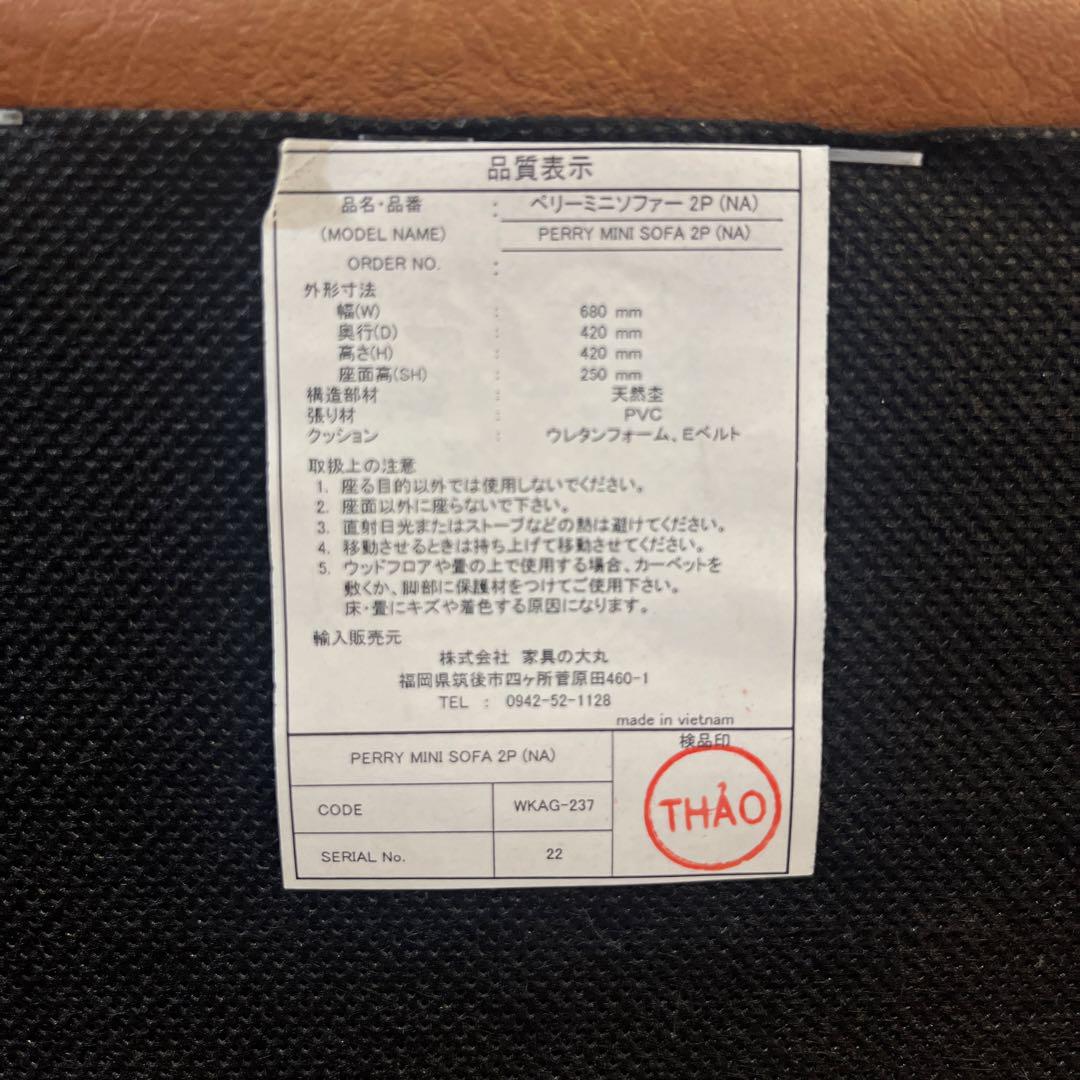 品質表示
品名・品番 : ペリーミニソファー 2P (NA)
(MODEL NAME) PERRY MINI SOFA 2P (NA)
ORDER NO. :
外形寸法
幅(W) : 680 mm
奥行(D) : 420 mm
高さ(H) : 420 mm
座面高(SH) : 250 mm
構造部材 : 天然杢
張り材 : PVC
クッション : ウレタンフォーム、Eベルト
取扱上の注意
1. 座る目的以外では使用しないでください。
2. 座面以外に座らないで下さい。
3. 直射日光またはストーブなどの熱は避けてください。
4. 移動させるときは持ち上げて移動させてください。
5. ウッドフロアや畳の上で使用する場合、カーペットを
敷くか、脚部に保護材をつけてご使用下さい。
床・畳にキズや着色する原因になります。
輸入販売元
株式会社 家具の大丸
福岡県筑後市四ヶ所菅原田460-1
TEL : 0942-52-1128
made in vietnam
PERRY MINI SOFA 2P (NA)
検品印
CODE WKAG-237
THẢO
SERIAL No. 22